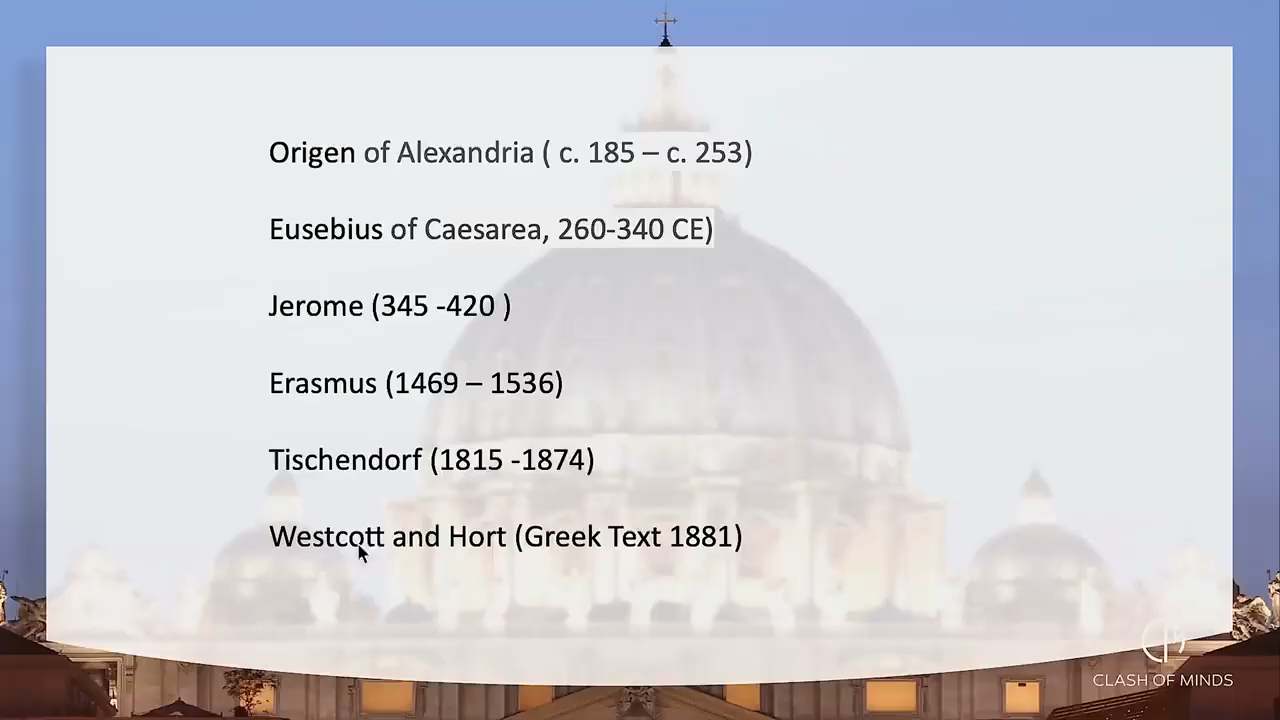 Origen of Alexandria ( c. 185 – c. 253)
Eusebius of Caesarea, 260-340 CE)
Jerome (345 -420 )
Erasmus (1469 – 1536)
Tischendorf (1815 -1874)
Westcott and Hort (Greek Text 1881)
CLASH OF MINDS